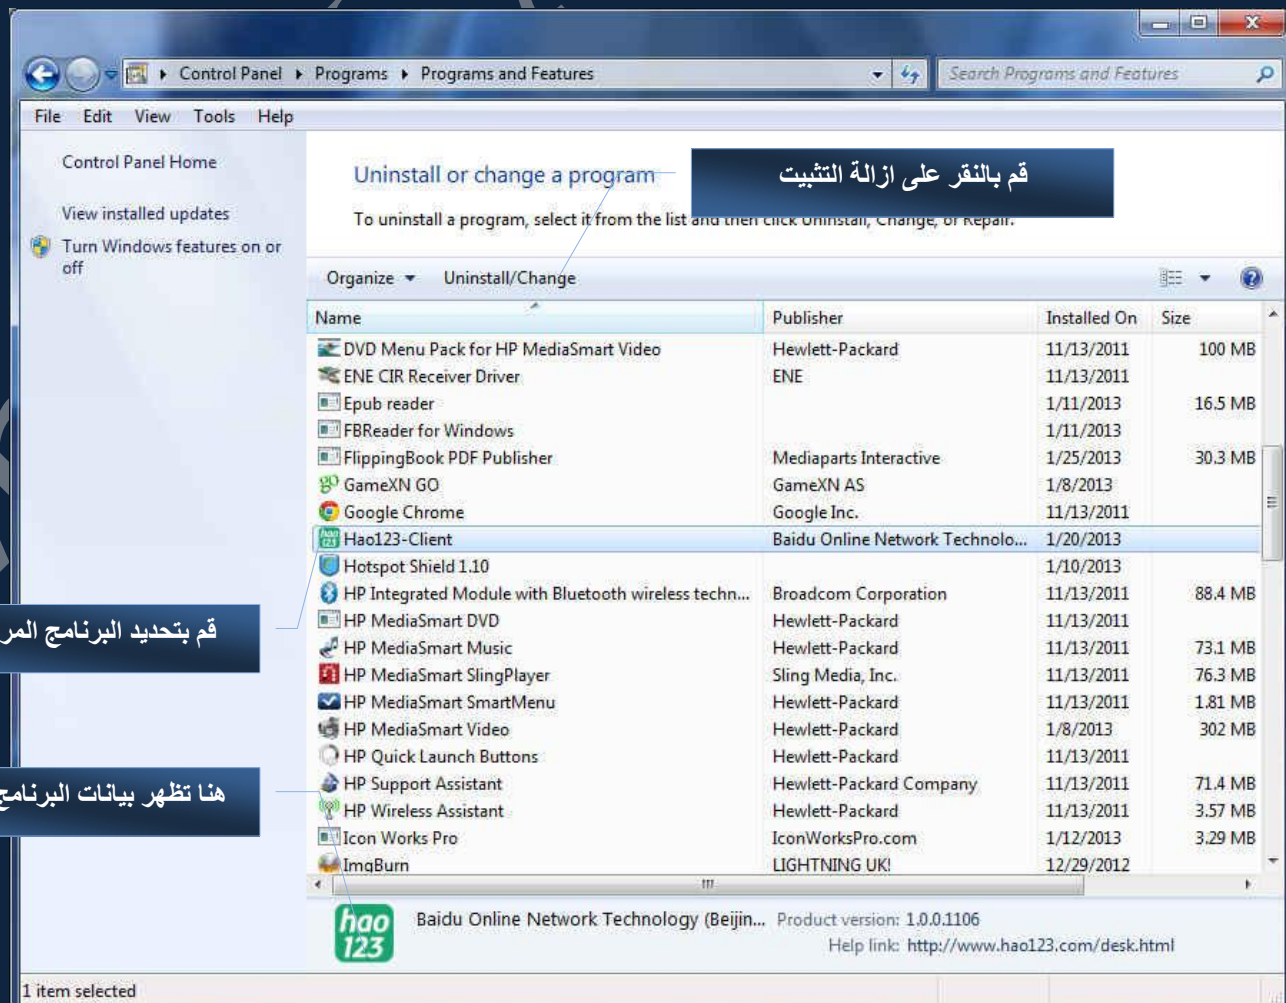 Control Panel ▸ Programs ▸ Programs and Features
Search Programs and Features
File Edit View Tools Help
Control Panel Home
View installed updates
Turn Windows features on or
off
Uninstall or change a program
قم بالنقر على ازالة التثبيت
To uninstall a program, select it from the list and then click Uninstall, Change, or Repair.
Organize Uninstall/Change
Name Publisher Installed On Size
DVD Menu Pack for HP MediaSmart Video Hewlett-Packard 11/13/2011 100 MB
ENE CIR Receiver Driver ENE 11/13/2011
Epub reader 1/11/2013 16.5 MB
FBReader for Windows 1/11/2013
FlippingBook PDF Publisher Mediaparts Interactive 1/25/2013 30.3 MB
GameXN GO GameXN AS 1/8/2013
Google Chrome Google Inc. 11/13/2011
Hao123-Client Baidu Online Network Technolo... 1/20/2013
Hotspot Shield 1.10 1/10/2013
HP Integrated Module with Bluetooth wireless techn... Broadcom Corporation 11/13/2011 88.4 MB
HP MediaSmart DVD Hewlett-Packard 11/13/2011
قم بتحديد البرنامج
HP MediaSmart Music Hewlett-Packard 11/13/2011 73.1 MB
HP MediaSmart SlingPlayer Sling Media, Inc. 11/13/2011 76.3 MB
HP MediaSmart SmartMenu Hewlett-Packard 11/13/2011 1.81 MB
HP MediaSmart Video Hewlett-Packard 1/8/2013 302 MB
HP Quick Launch Buttons Hewlett-Packard 11/13/2011
HP Support Assistant Hewlett-Packard Company 11/13/2011 71.4 MB
هنا تظهر بيانات البرنامج
HP Wireless Assistant Hewlett-Packard 11/13/2011 3.57 MB
Icon Works Pro IconWorksPro.com 1/12/2013 3.29 MB
ImgBurn LIGHTNING UK! 12/29/2012
hao
123
Baidu Online Network Technology (Beijin... Product version: 1.0.0.1106
Help link: http://www.hao123.com/desk.html
1 item selected